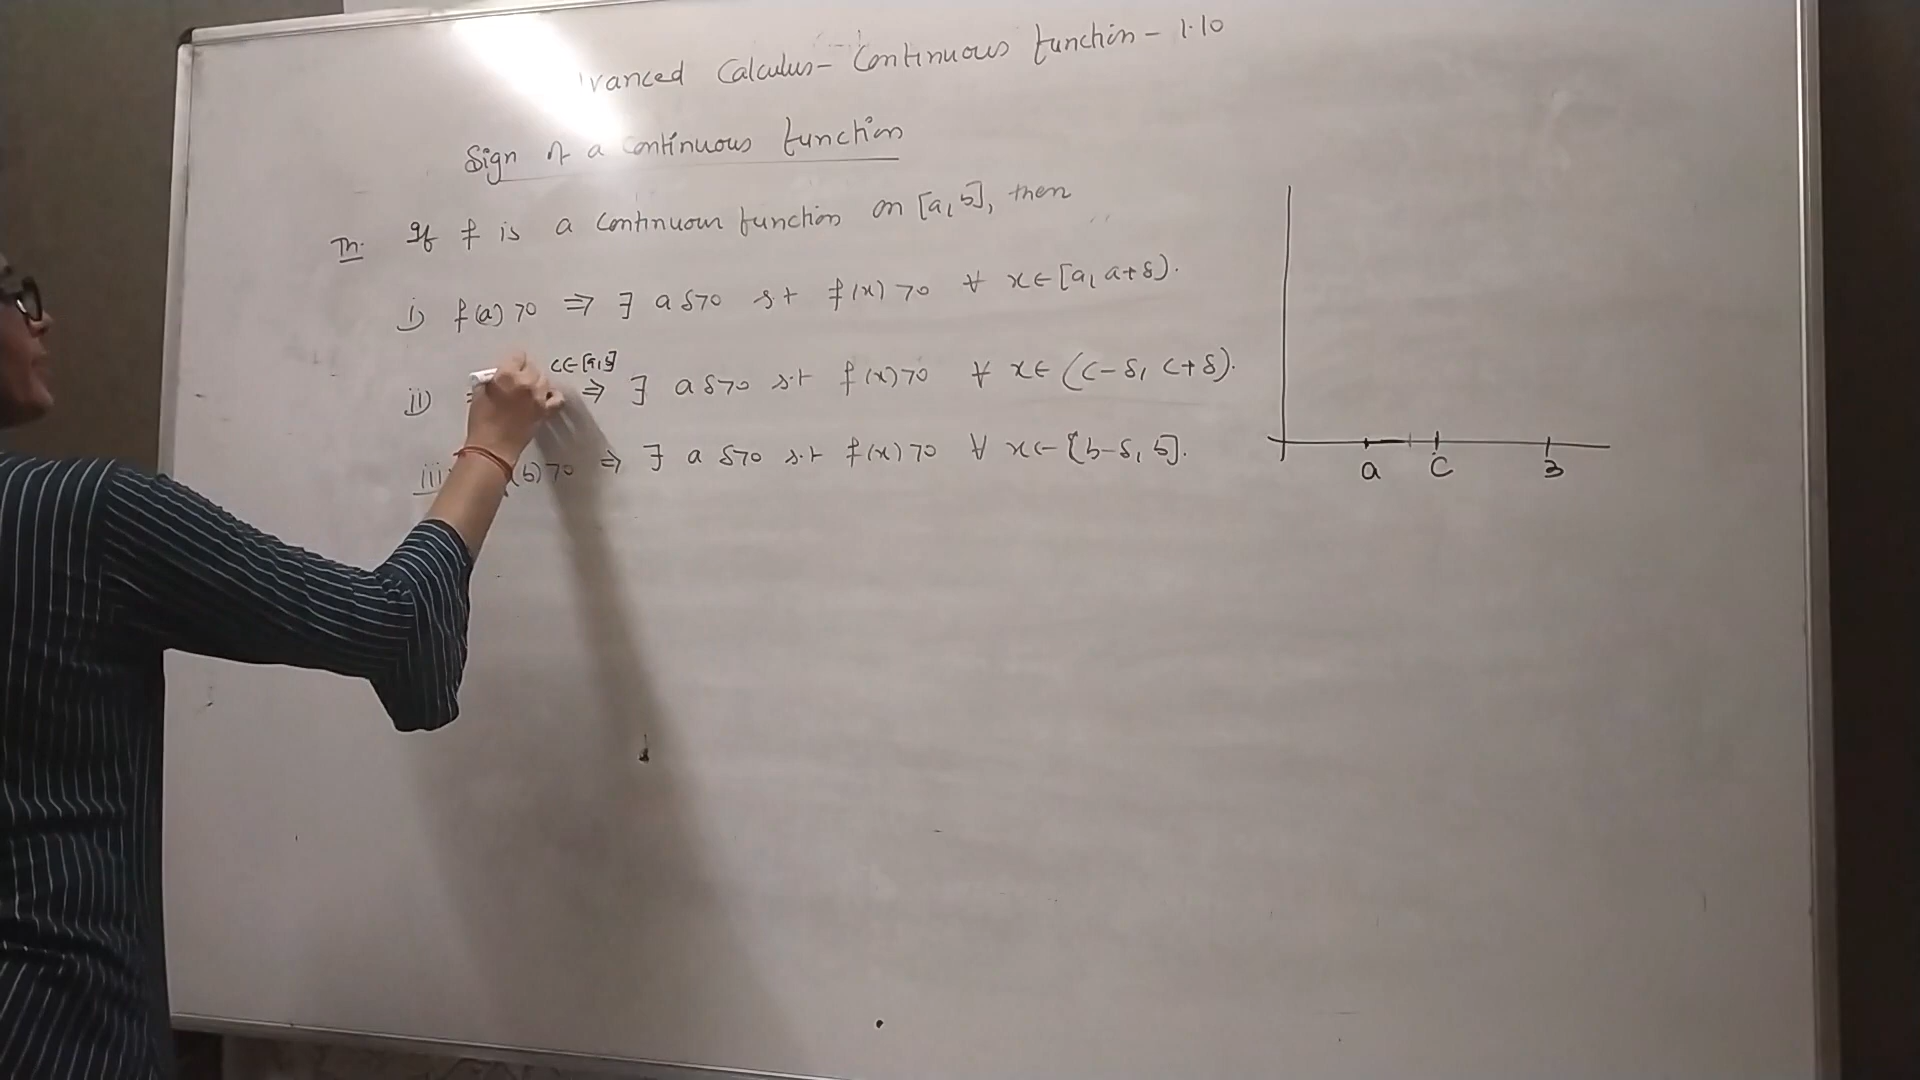 vanced Calculus - Continuous function - 1.10
Sign of a Continuous function
Th. If f is a continuous function on [a, b], then
i) f(a) >0 ⇒ ∃ a δ>0 s.t f(x) >0 ∀ x∈[a, a+δ).
c∈[a,b]
ii) ⇒ ∃ a δ>0 s.t f(x)>0 ∀ x∈ (c-δ, c+δ).
iii) (b)>0 ⇒ ∃ a δ>0 s.t f(x)>0 ∀ x∈ (b-δ, b].
a c b